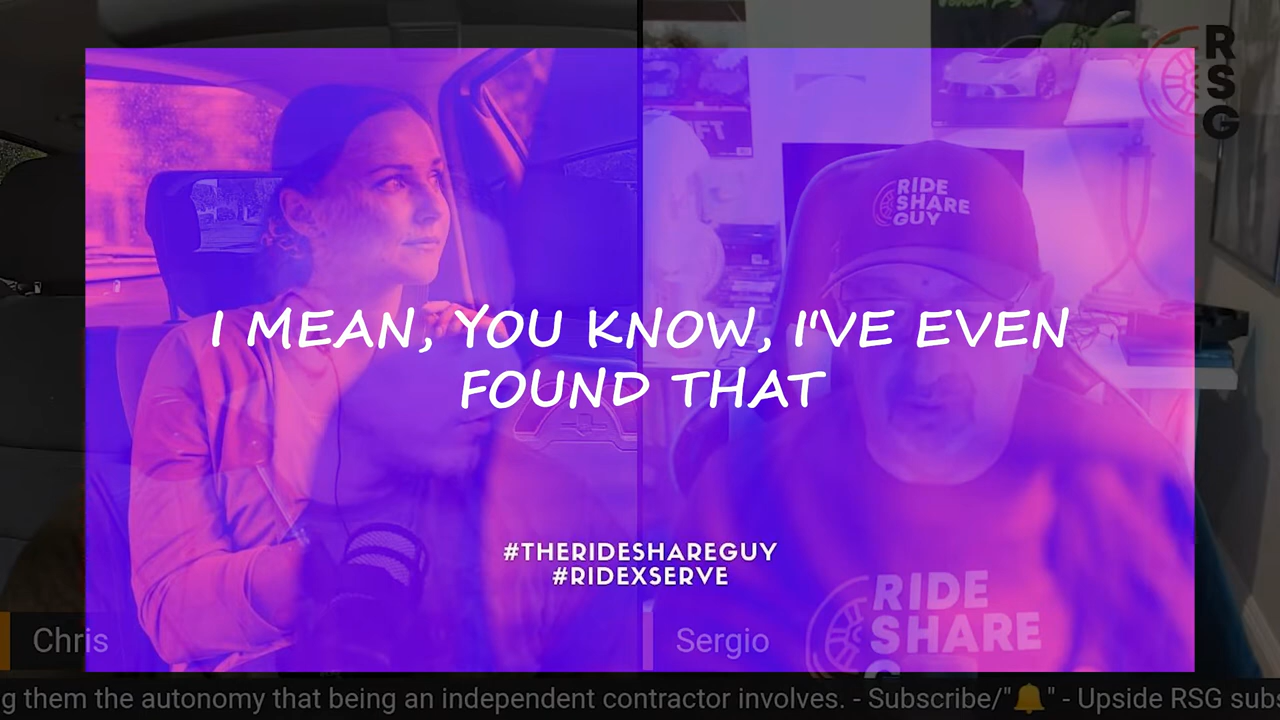 R
S
G
FT
RIDE
SHARE
GUY
I MEAN, YOU KNOW, I'VE EVEN
FOUND THAT
#THERIDESHAREGUY
#RIDEXSERVE
RIDE
SHARE
G
Chris
Sergio
g them the autonomy that being an independent contractor involves. - Subscribe/"🔔" - Upside RSG subs